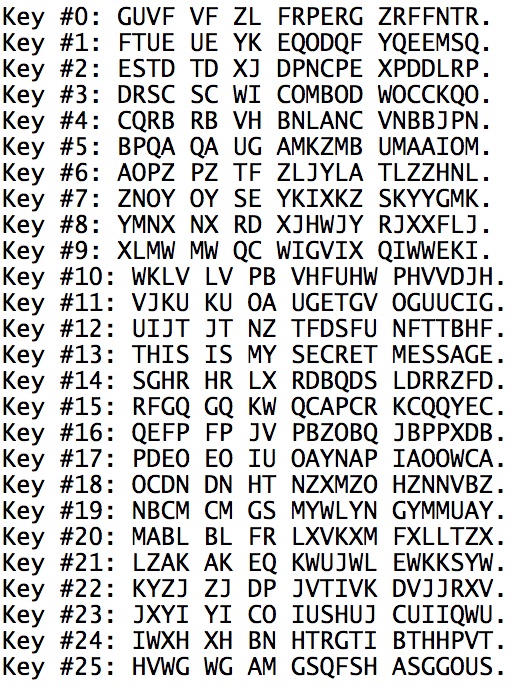 Key #0: GUVF VF ZL FRPERG ZRFFNTR.
Key #1: FTUE UE YK EQODQF YQEEMSQ.
Key #2: ESTD TD XJ DPNCPE XPDDLRP.
Key #3: DRSC SC WI COMBOD WOCCKQO.
Key #4: CQRB RB VH BNLANC VNBBJPN.
Key #5: BPQA QA UG AMKZMB UMAAIOM.
Key #6: AOPZ PZ TF ZLJYLA TLZZHNL.
Key #7: ZNOY OY SE YKIXKZ SKYYGMK.
Key #8: YMNX NX RD XJHWJY RJXXFLJ.
Key #9: XLMW MW QC WIGVIX QIWWEKI.
Key #10: WKLV LV PB VHFUHW PHVVDJH.
Key #11: VJKU KU OA UGETGV OGUUCIG.
Key #12: UIJT JT NZ TFDSFU NFTTBHF.
Key #13: THIS IS MY SECRET MESSAGE.
Key #14: SGHR HR LX RDBQDS LDRRZFD.
Key #15: RFGQ GQ KW QCAPCR KCQQYEC.
Key #16: QEFP FP JV PBZOBQ JBPPXDB.
Key #17: PDEO EO IU OAYNAP IAOOWCA.
Key #18: OCDN DN HT NZXMZO HZNNVBZ.
Key #19: NBCM CM GS MYWLYN GYMMUAY.
Key #20: MABL BL FR LXVKXM FXLLTZX.
Key #21: LZAK AK EQ KWUJWL EWKKSYW.
Key #22: KYZJ ZJ DP JVTIVK DVJJRXV.
Key #23: JXYI YI CO IUSHUJ CUIIQWU.
Key #24: IWXH XH BN HTRGTI BTHHPVT.
Key #25: HVWG WG AM GSQFSH ASGGOUS.